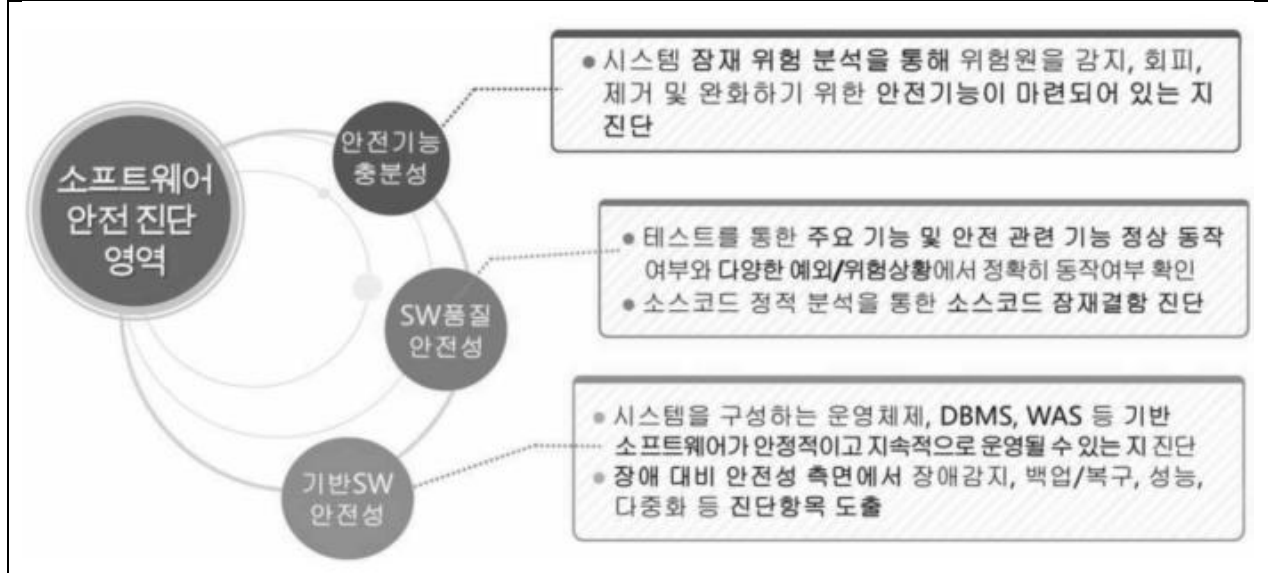 소프트웨어
안전 진단
영역
안전기능
충분성
● 시스템 잠재 위험 분석을 통해 위험원을 감지, 회피,
제거 및 완화하기 위한 안전기능이 마련되어 있는 지
진단
SW품질
안전성
● 테스트를 통한 주요 기능 및 안전 관련 기능 정상 동작
여부와 다양한 예외/위험상황에서 정확히 동작여부 확인
● 소스코드 정적 분석을 통한 소스코드 잠재결함 진단
기반SW
안전성
● 시스템을 구성하는 운영체제, DBMS, WAS 등 기반
소프트웨어가 안정적이고 지속적으로 운영될 수 있는 지 진단
● 장애 대비 안전성 측면에서 장애감지, 백업/복구, 성능,
다중화 등 진단항목 도출